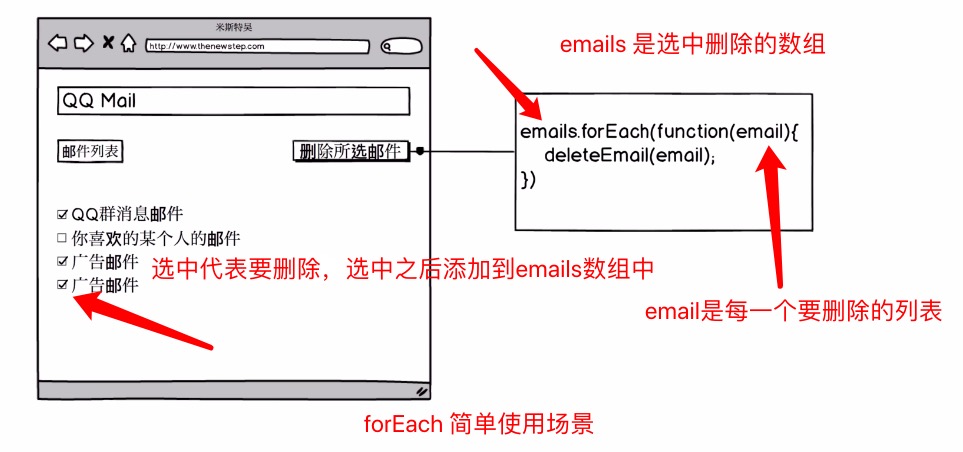 米斯特吴
http://www.thenewstep.com
emails 是选中删除的数组
QQ Mail
邮件列表
删除所选邮件
emails.forEach(function(email){
deleteEmail(email);
})
QQ群消息邮件
你喜欢的某个人的邮件
广告邮件
选中代表要删除，选中之后添加到emails数组中
广告邮件
email是每一个要删除的列表
forEach 简单使用场景